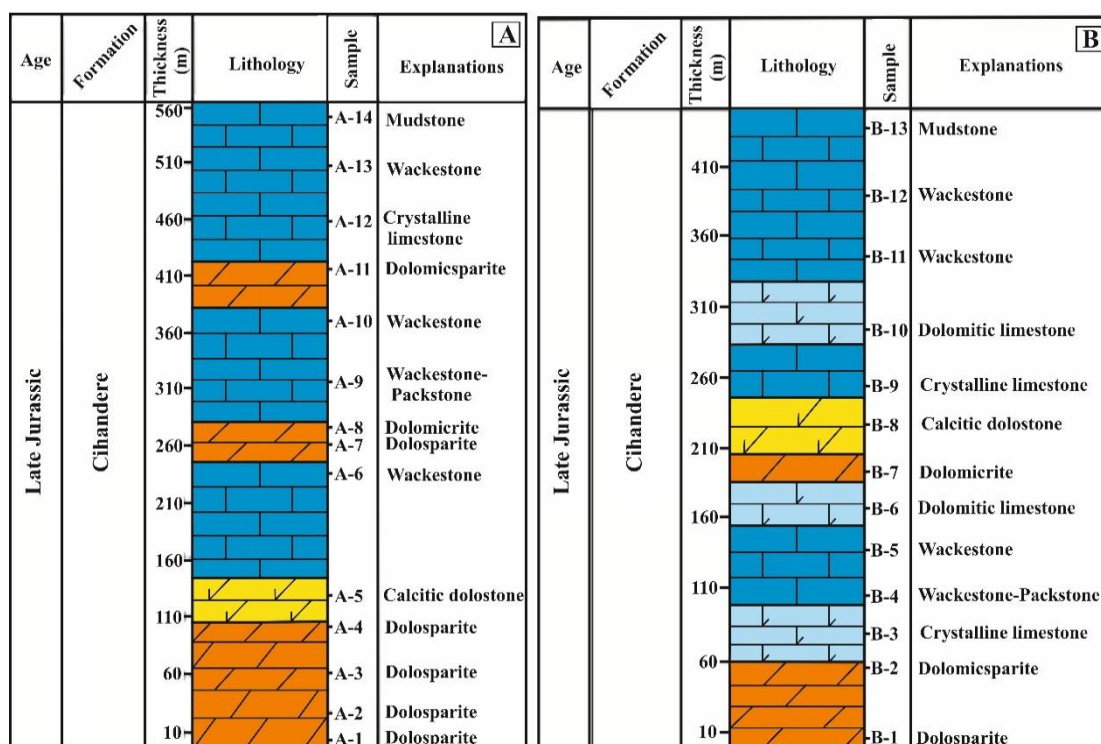 A
Age
Formation
Thickness
(m)
Lithology
Sample
Explanations
Late Jurassic
Cihandere
560
A-14
Mudstone
510
A-13
Wackestone
460
A-12
Crystalline
limestone
410
A-11
Dolomicsparite
360
A-10
Wackestone
310
A-9
Wackestone-
Packstone
A-8
Dolomicrite
260
A-7
Dolosparite
A-6
Wackestone
210
160
A-5
Calcitic dolostone
110
A-4
Dolosparite
60
A-3
Dolosparite
A-2
Dolosparite
10
A-1
Dolosparite
B
Age
Formation
Thickness
(m)
Lithology
Sample
Explanations
Late Jurassic
Cihandere
B-13
Mudstone
410
B-12
Wackestone
360
B-11
Wackestone
310
B-10
Dolomitic limestone
260
B-9
Crystalline limestone
B-8
Calcitic dolostone
210
B-7
Dolomicrite
160
B-6
Dolomitic limestone
B-5
Wackestone
110
B-4
Wackestone-Packstone
B-3
Crystalline limestone
60
B-2
Dolomicsparite
10
B-1
Dolosparite